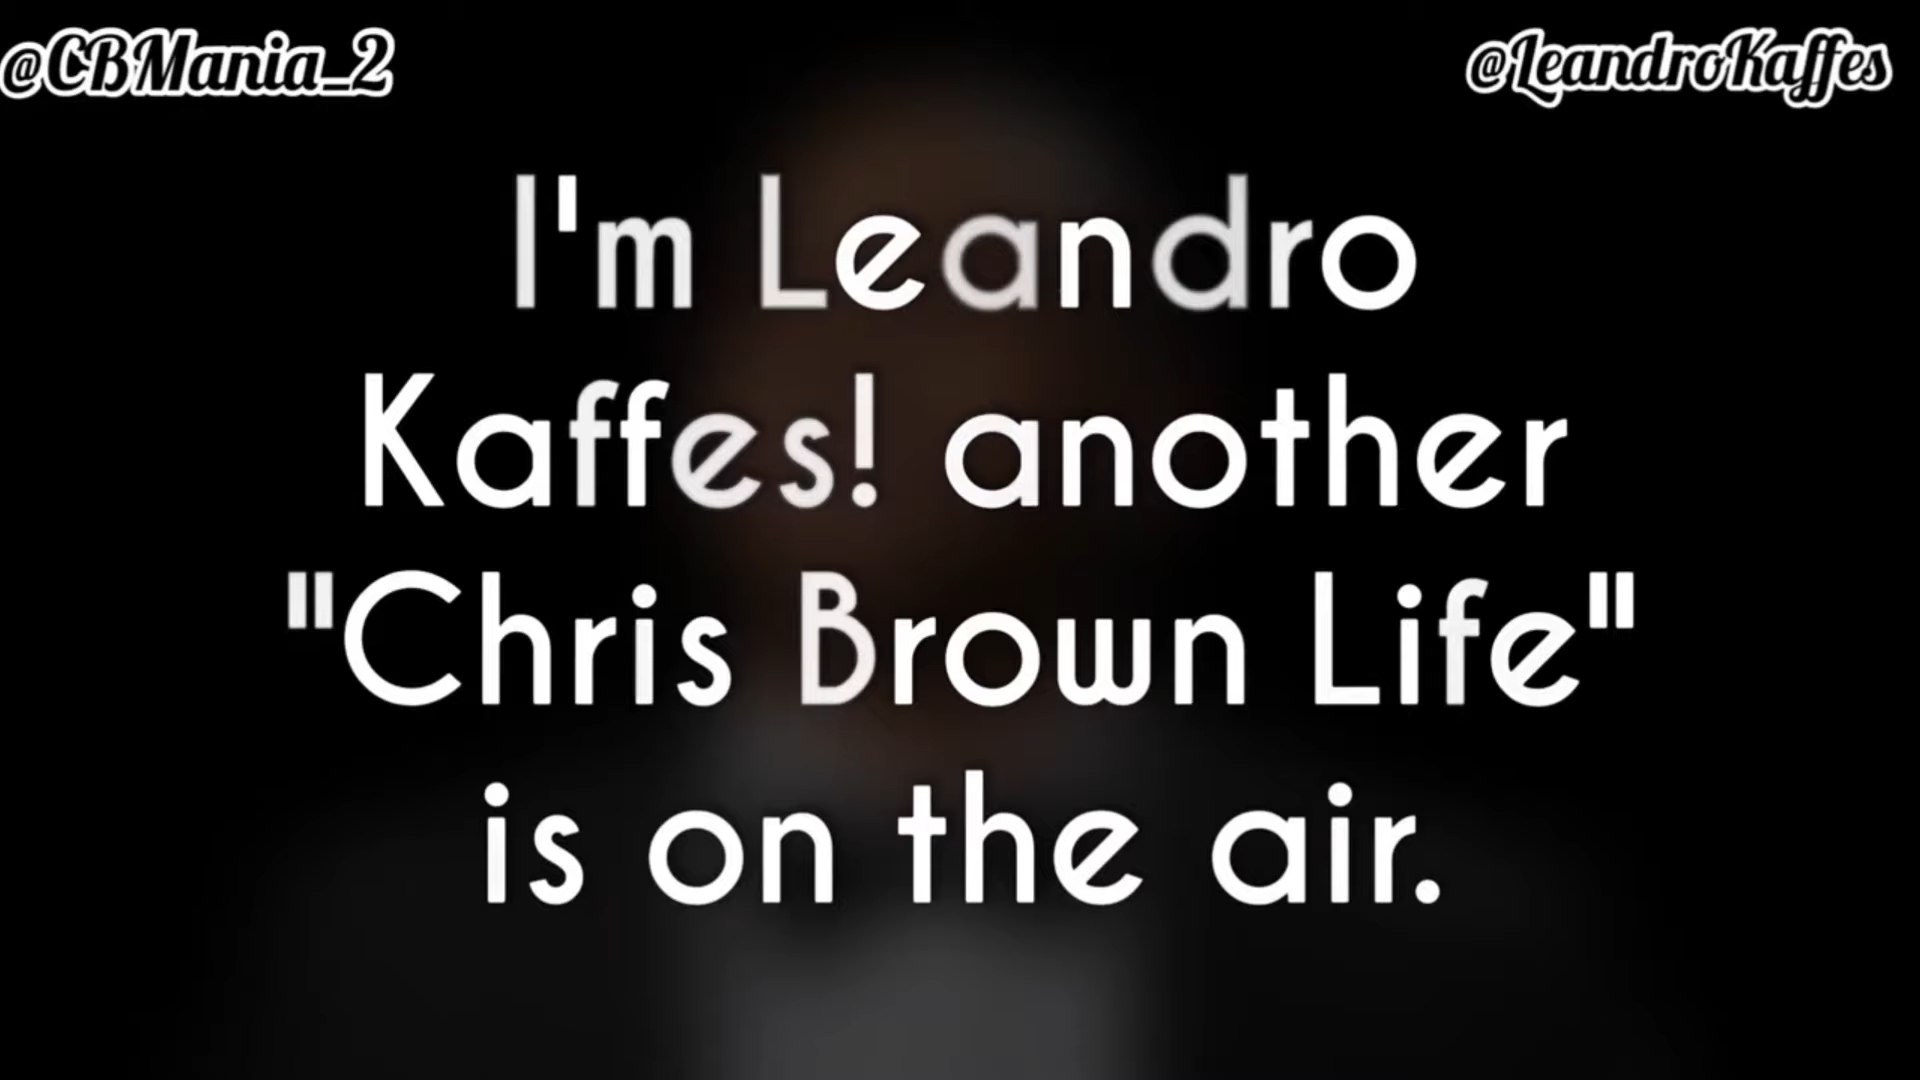 @CBMania_2
@LeandroKaffes
I'm Leandro
Kaffes! another
"Chris Brown Life"
is on the air.